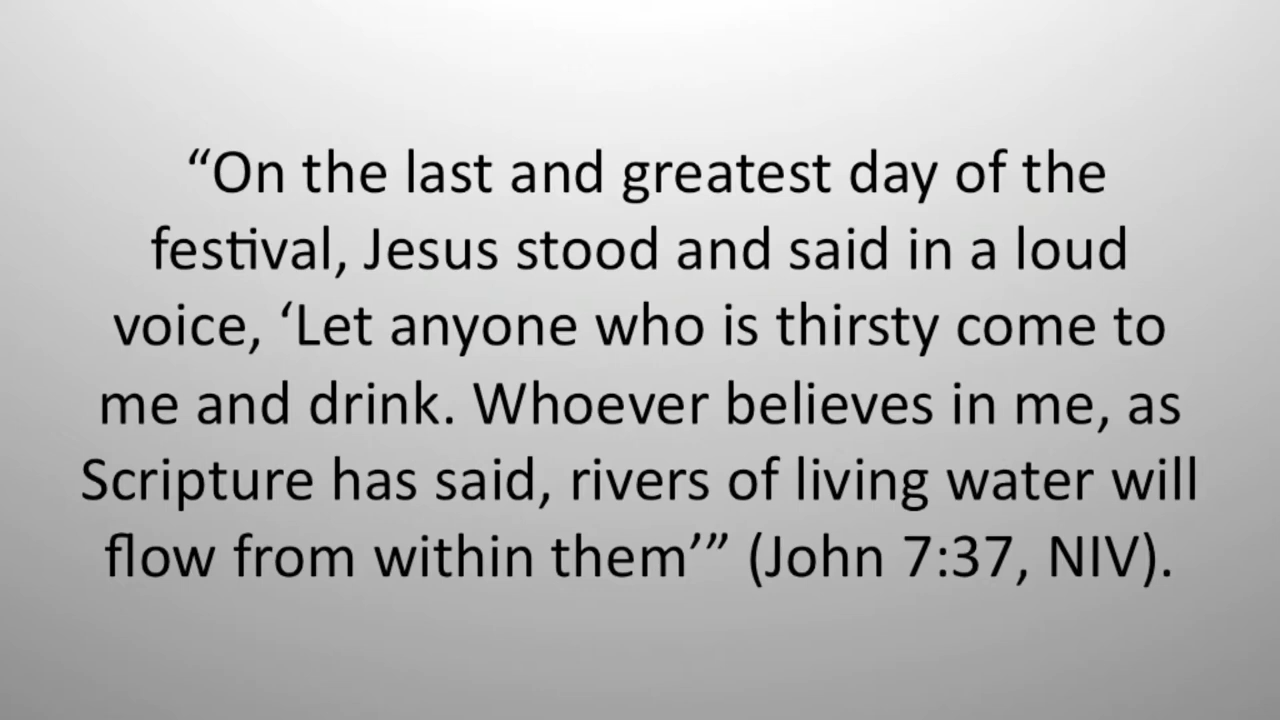 “On the last and greatest day of the
festival, Jesus stood and said in a loud
voice, ‘Let anyone who is thirsty come to
me and drink. Whoever believes in me, as
Scripture has said, rivers of living water will
flow from within them’” (John 7:37, NIV).